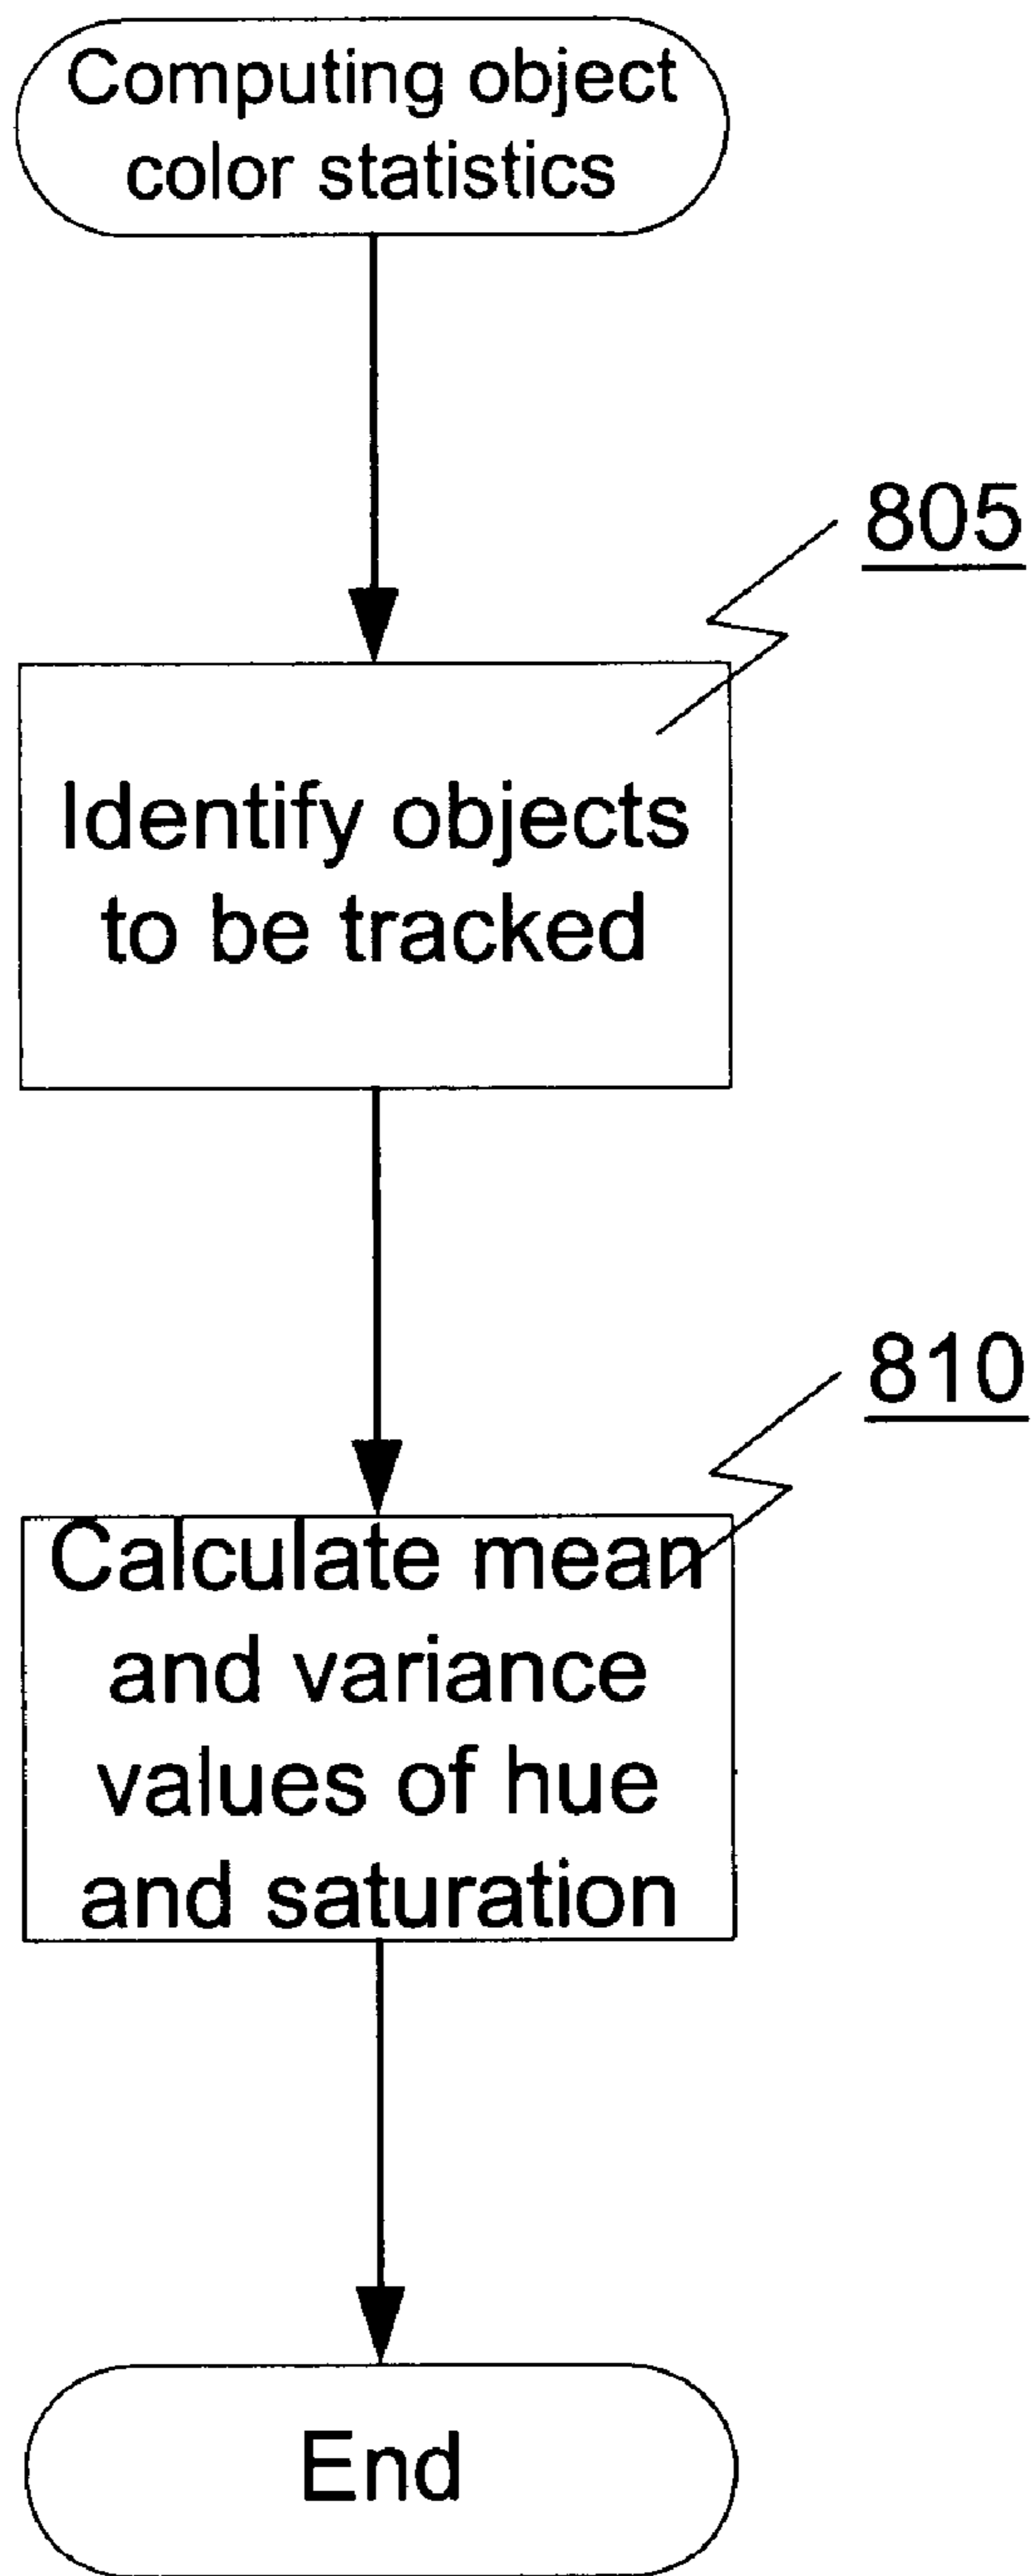 Computing object
color statistics
805
Identify objects
to be tracked
810
Calculate mean
and variance
values of hue
and saturation
End